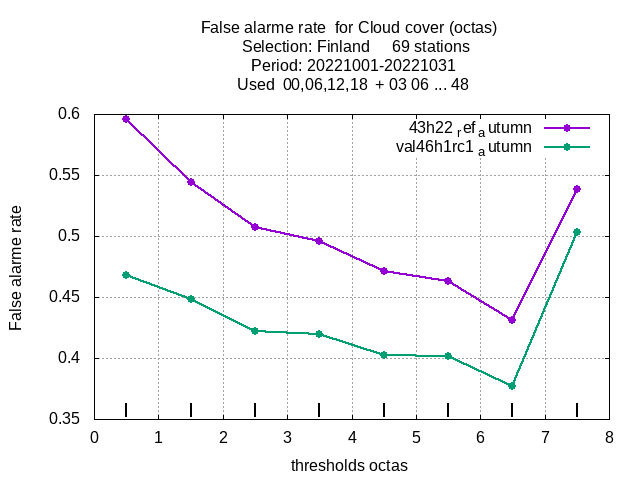 False alarme rate  for Cloud cover (octas)
Selection: Finland     69 stations
Period: 20221001-20221031
Used  00,06,12,18  + 03 06 ... 48
43h22 ref a utumn
val46h1rc1 a utumn
0.6
0.55
0.5
0.45
0.4
0.35
False alarme rate
0 1 2 3 4 5 6 7 8
thresholds octas